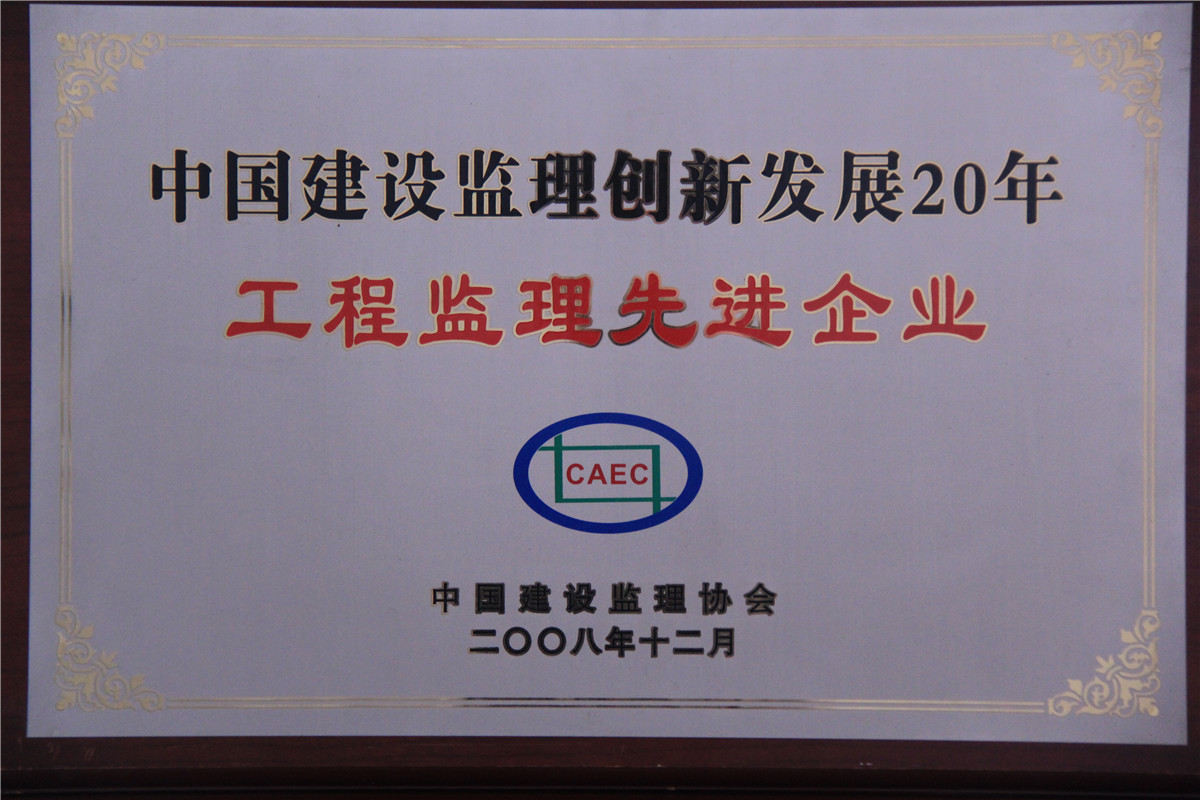 中国建设监理创新发展20年
工程监理先进企业
CAEC
中国建设监理协会
二〇〇八年十二月